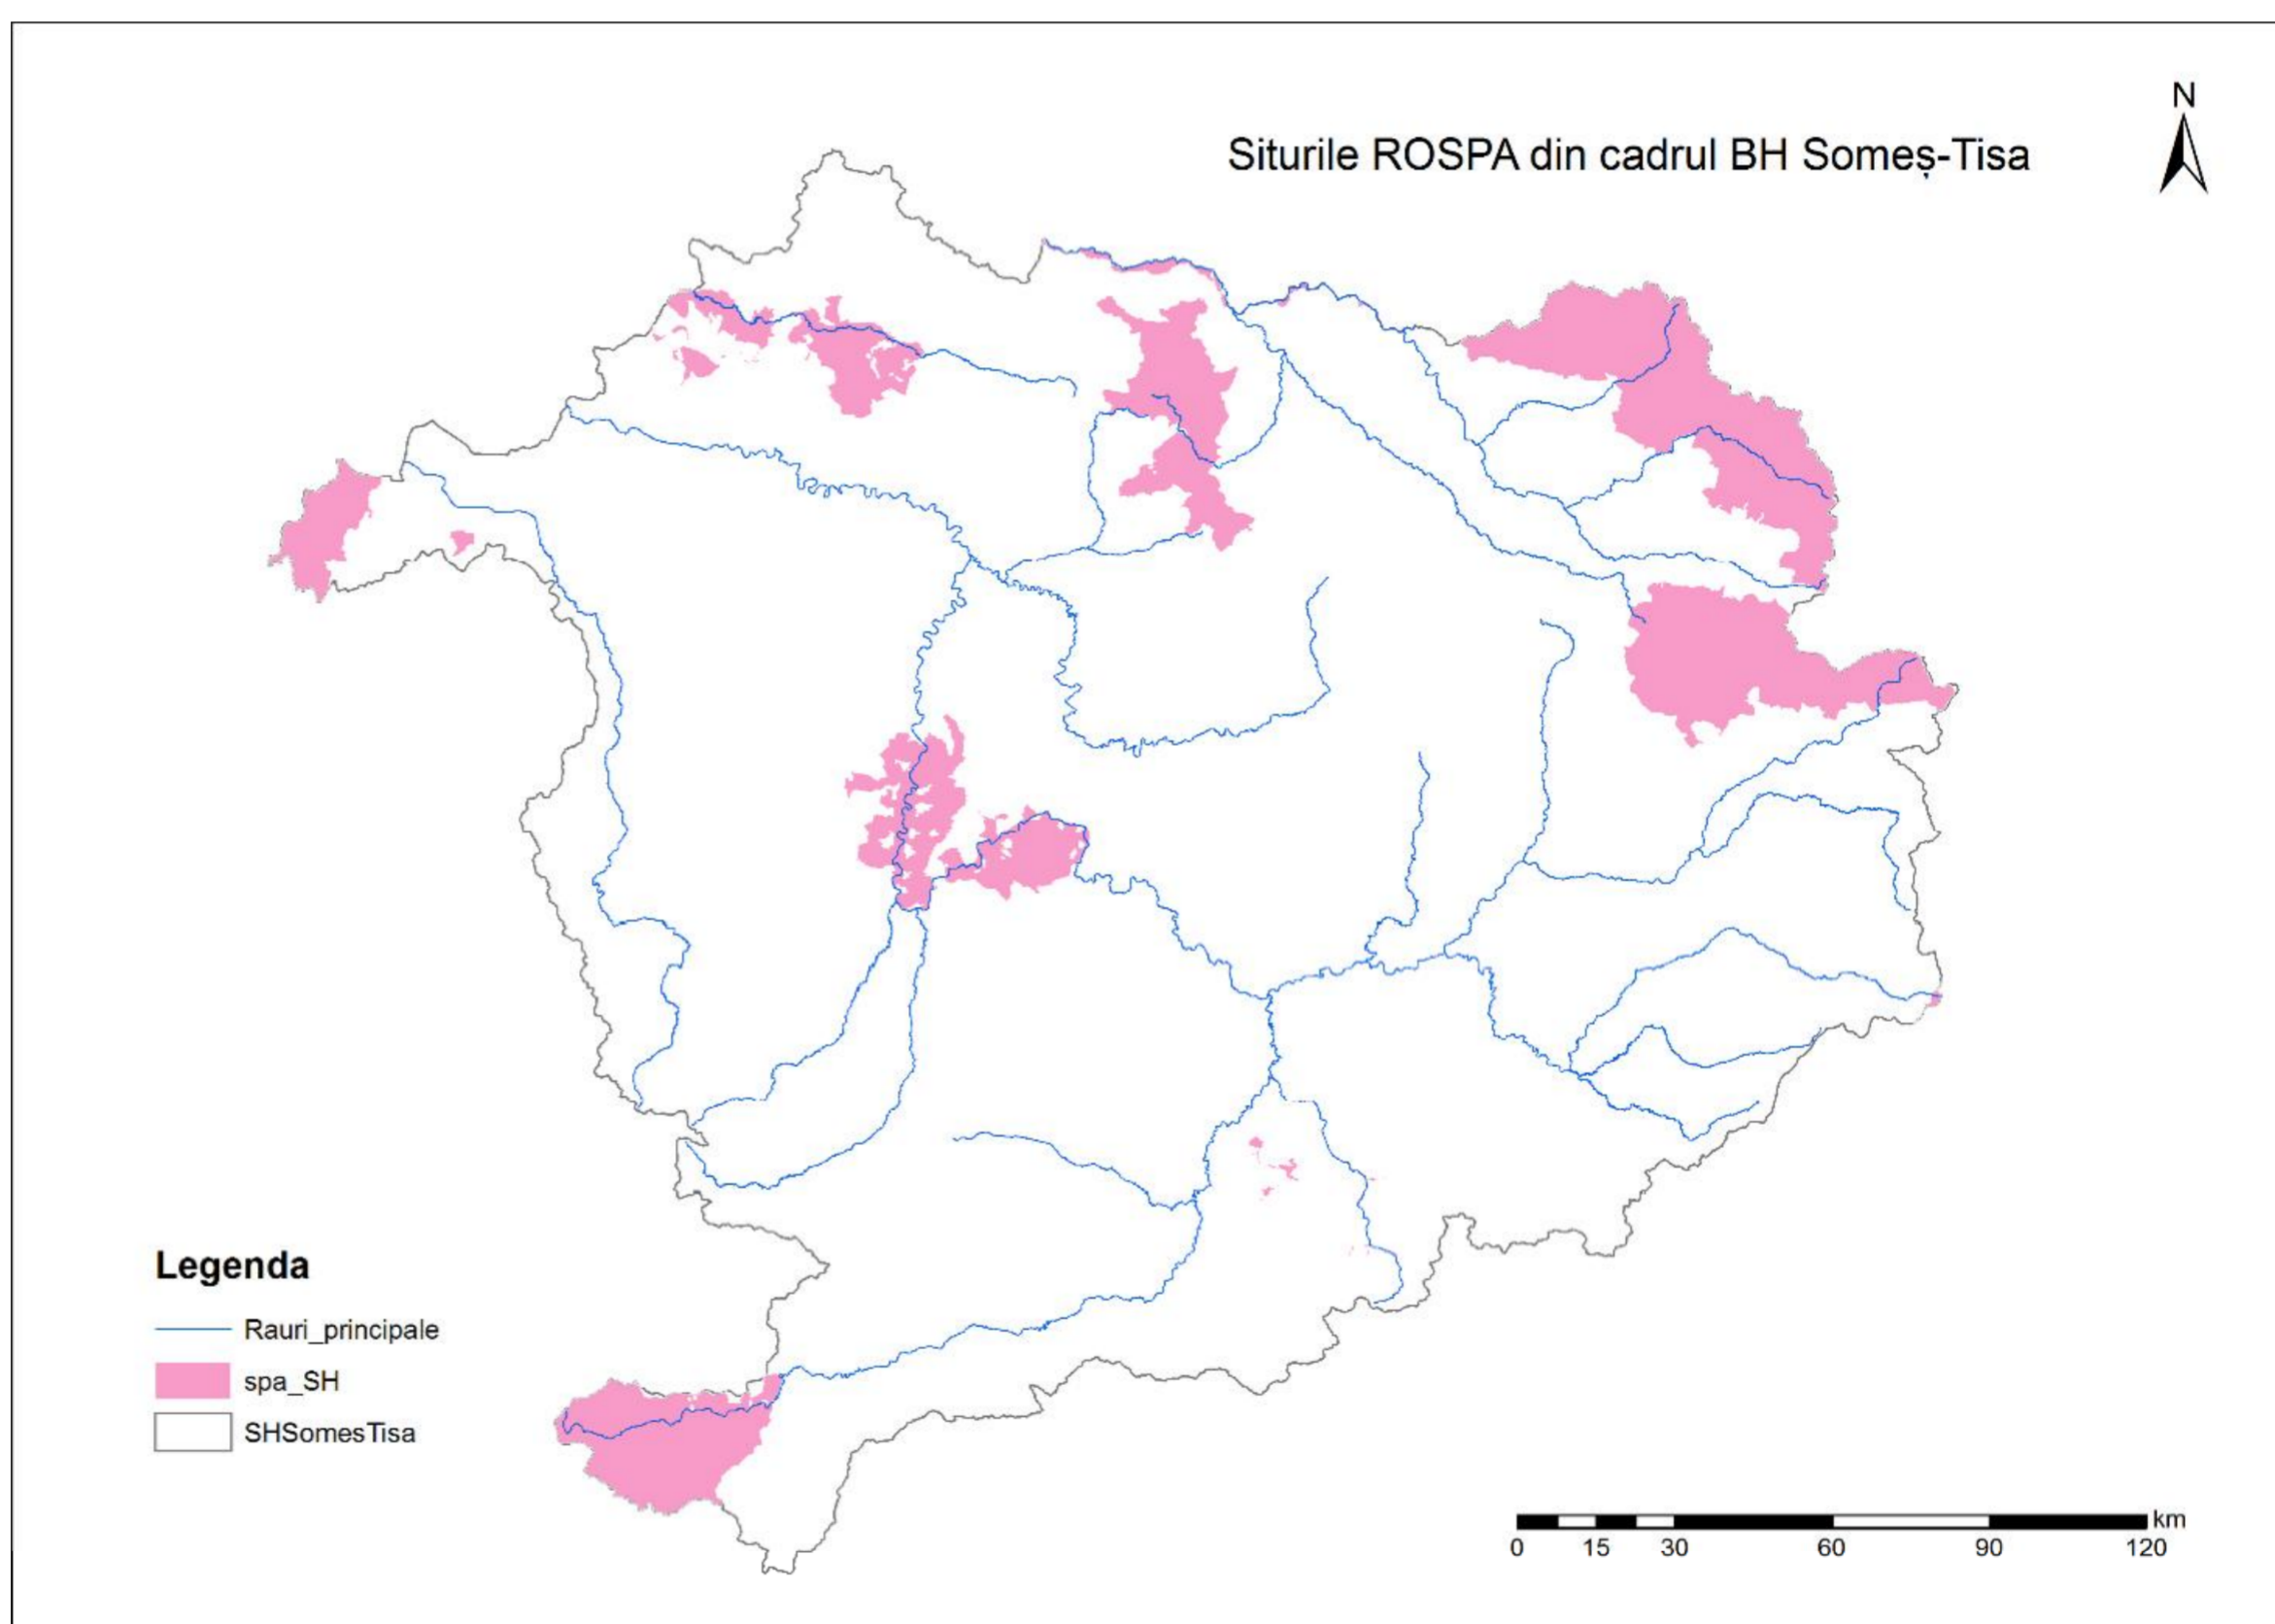 N
Siturile ROSPA din cadrul BH Someș-Tisa
Legenda
Rauri_principale
spa_SH
SHSomesTisa
km
0 15 30 60 90 120